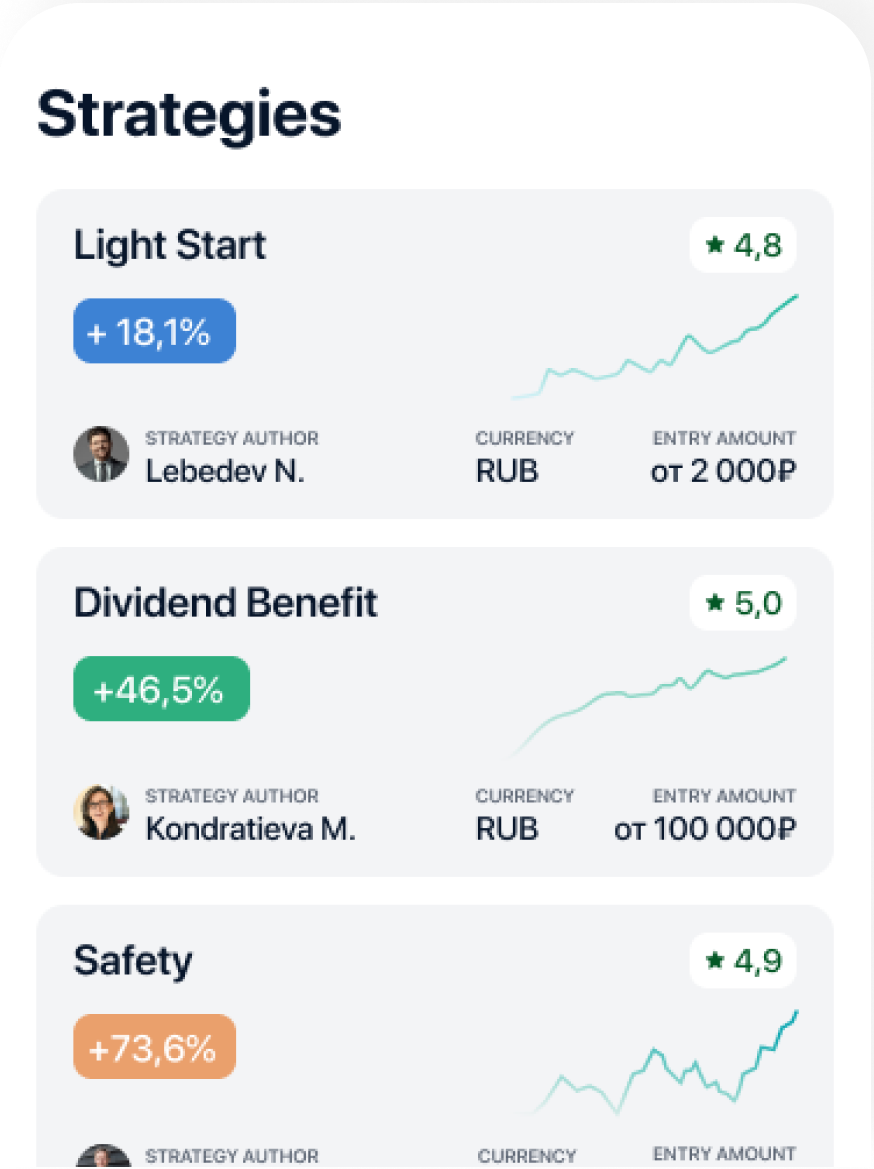 Strategies
Light Start
★ 4,8
+ 18,1%
STRATEGY AUTHOR
CURRENCY
ENTRY AMOUNT
Lebedev N.
RUB
от 2 000₽
Dividend Benefit
★ 5,0
+46,5%
STRATEGY AUTHOR
CURRENCY
ENTRY AMOUNT
Kondratieva M.
RUB
от 100 000₽
Safety
★ 4,9
+73,6%
STRATEGY AUTHOR
CURRENCY
ENTRY AMOUNT